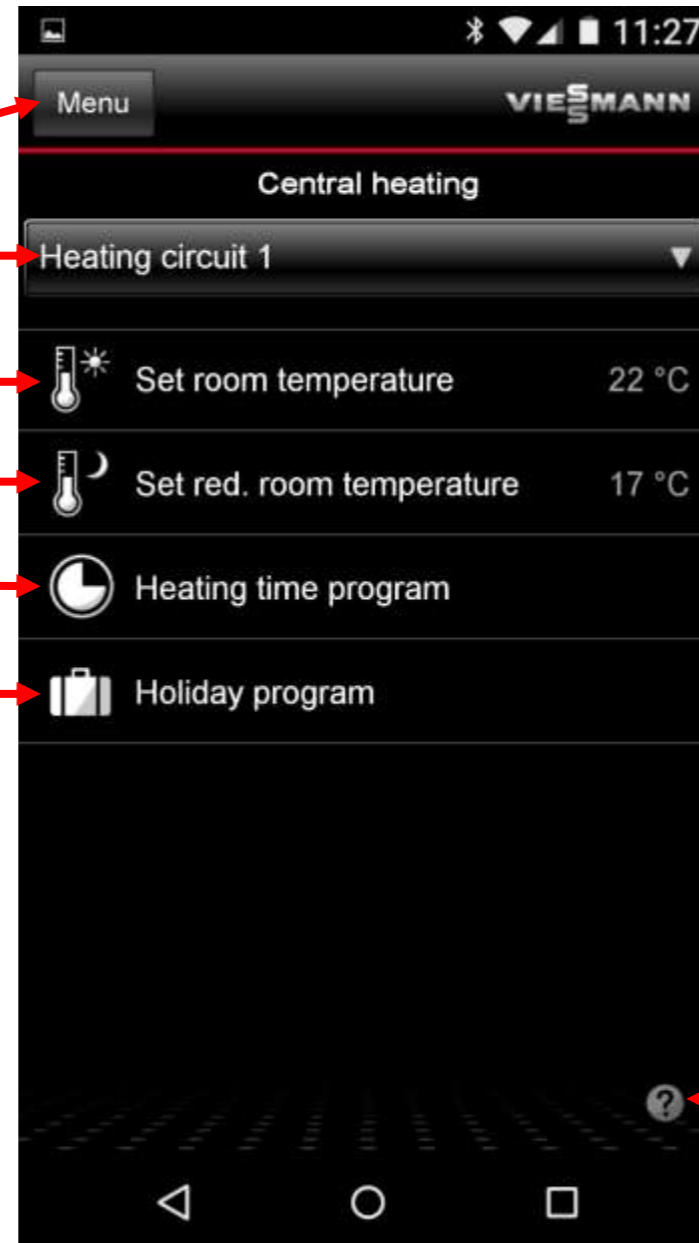 11:27
Menu
VIESSMANN
Central heating
Heating circuit 1
Set room temperature 22 °C
Set red. room temperature 17 °C
Heating time program
Holiday program
?